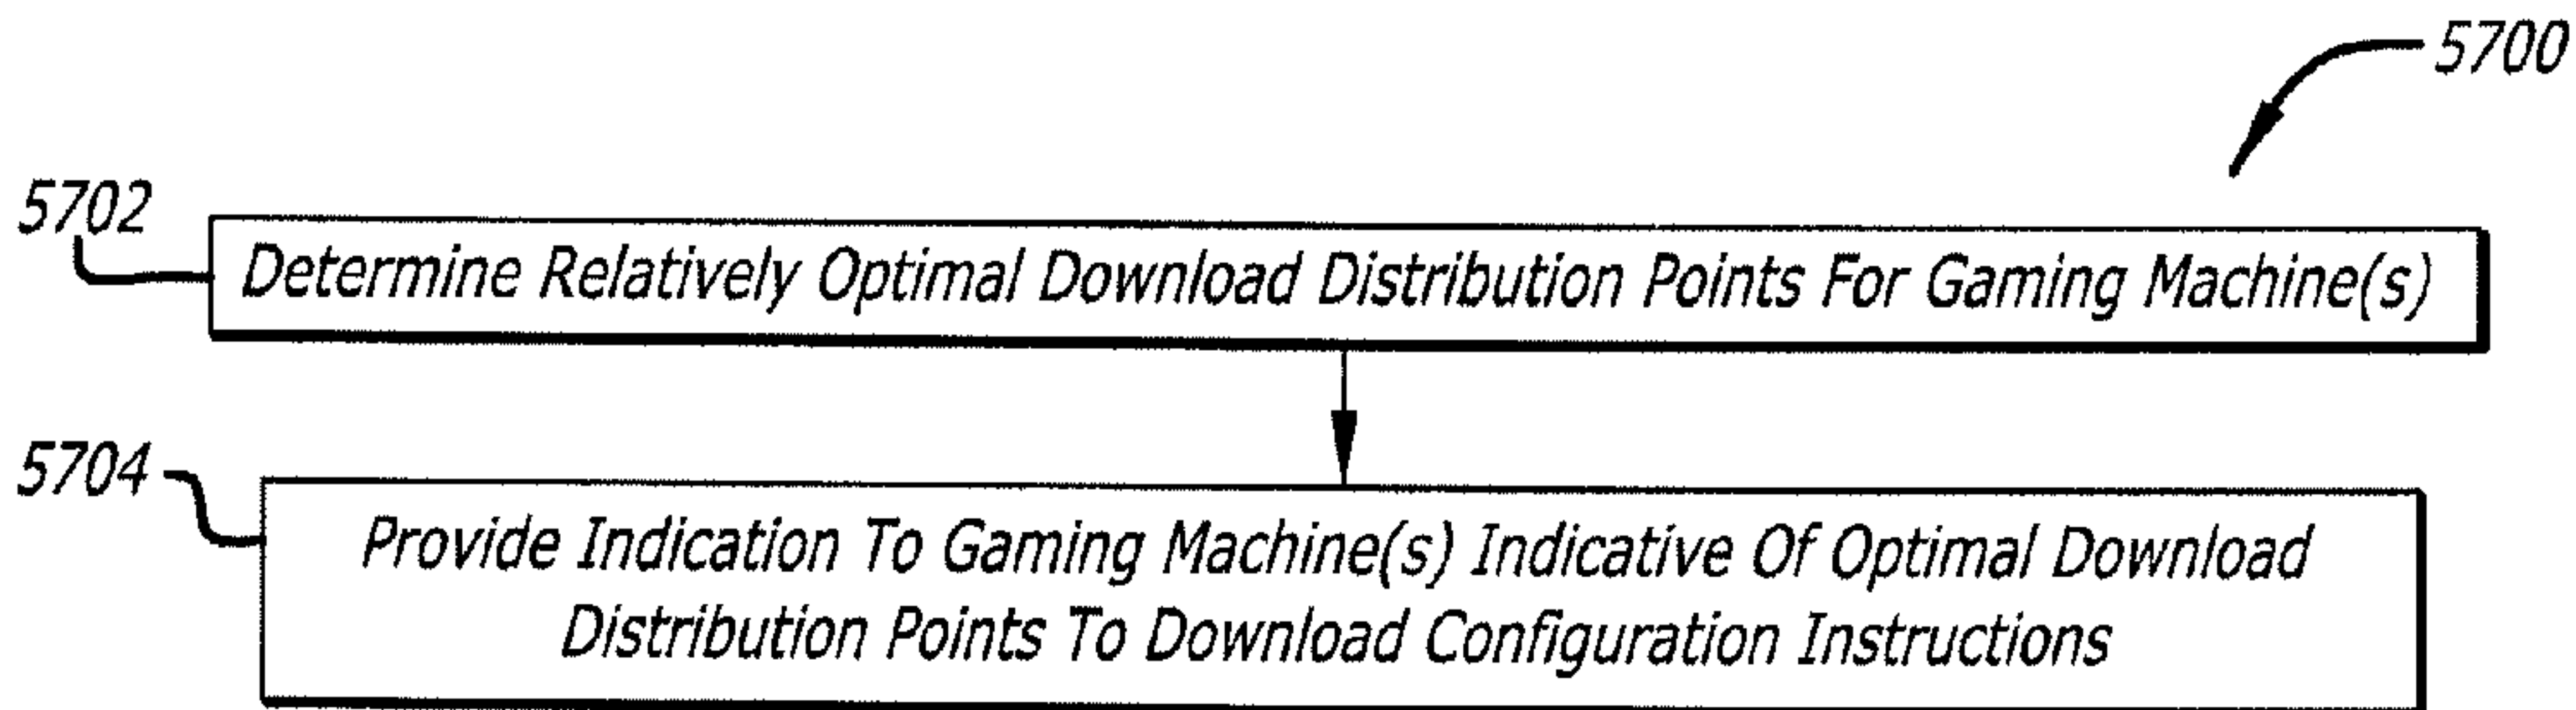 5700
5702
Determine Relatively Optimal Download Distribution Points For Gaming Machine(s)
5704
Provide Indication To Gaming Machine(s) Indicative Of Optimal Download
Distribution Points To Download Configuration Instructions